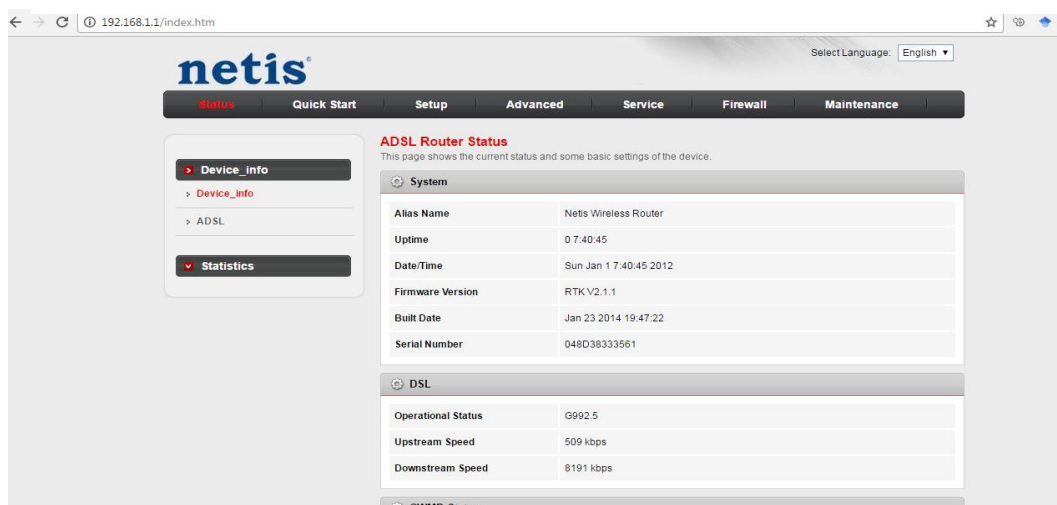 192.168.1.1/index.htm
netis®
Select Language: English
Status Quick Start Setup Advanced Service Firewall Maintenance
Device_info
Device_info
ADSL
Statistics
ADSL Router Status
This page shows the current status and some basic settings of the device.
System
Alias Name Netis Wireless Router
Uptime 0 7:40:45
Date/Time Sun Jan 1 7:40:45 2012
Firmware Version RTK V2.1.1
Built Date Jan 23 2014 19:47:22
Serial Number 048D38333561
DSL
Operational Status G992.5
Upstream Speed 509 kbps
Downstream Speed 8191 kbps